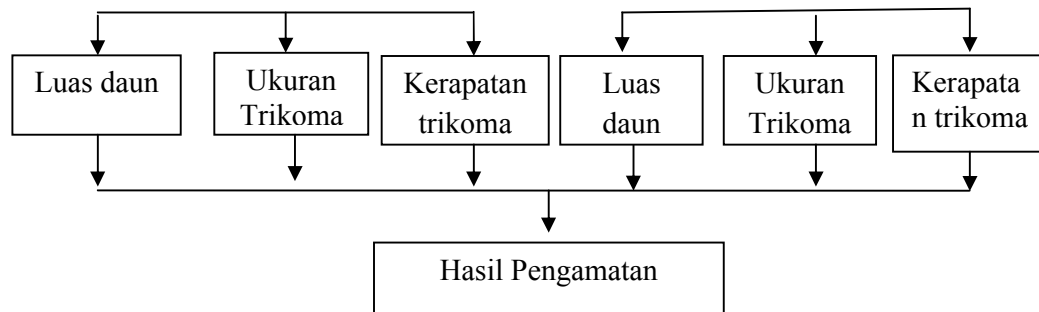 Luas daun
Ukuran
Trikoma
Kerapatan
trikoma
Luas
daun
Ukuran
Trikoma
Kerapata
n trikoma
Hasil Pengamatan